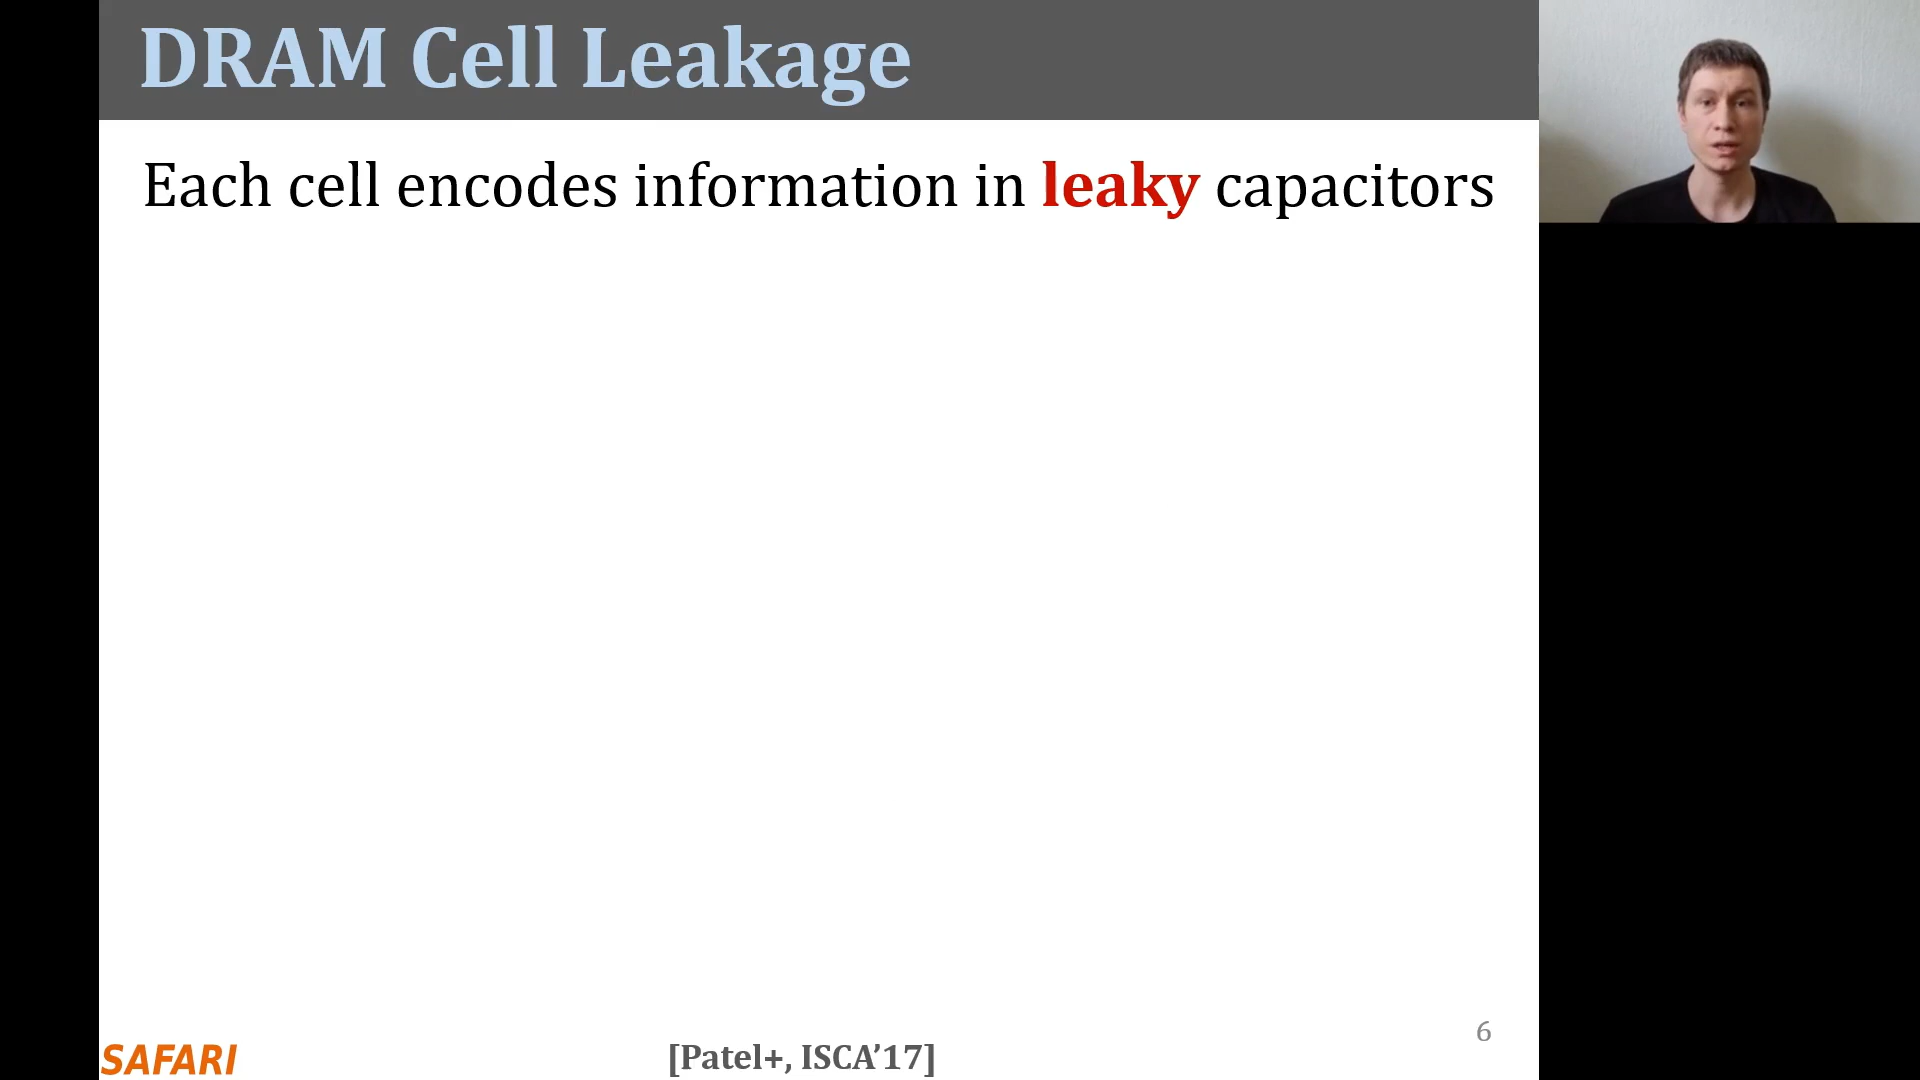 DRAM Cell Leakage
Each cell encodes information in leaky capacitors
6
SAFARI
[Patel+, ISCA’17]